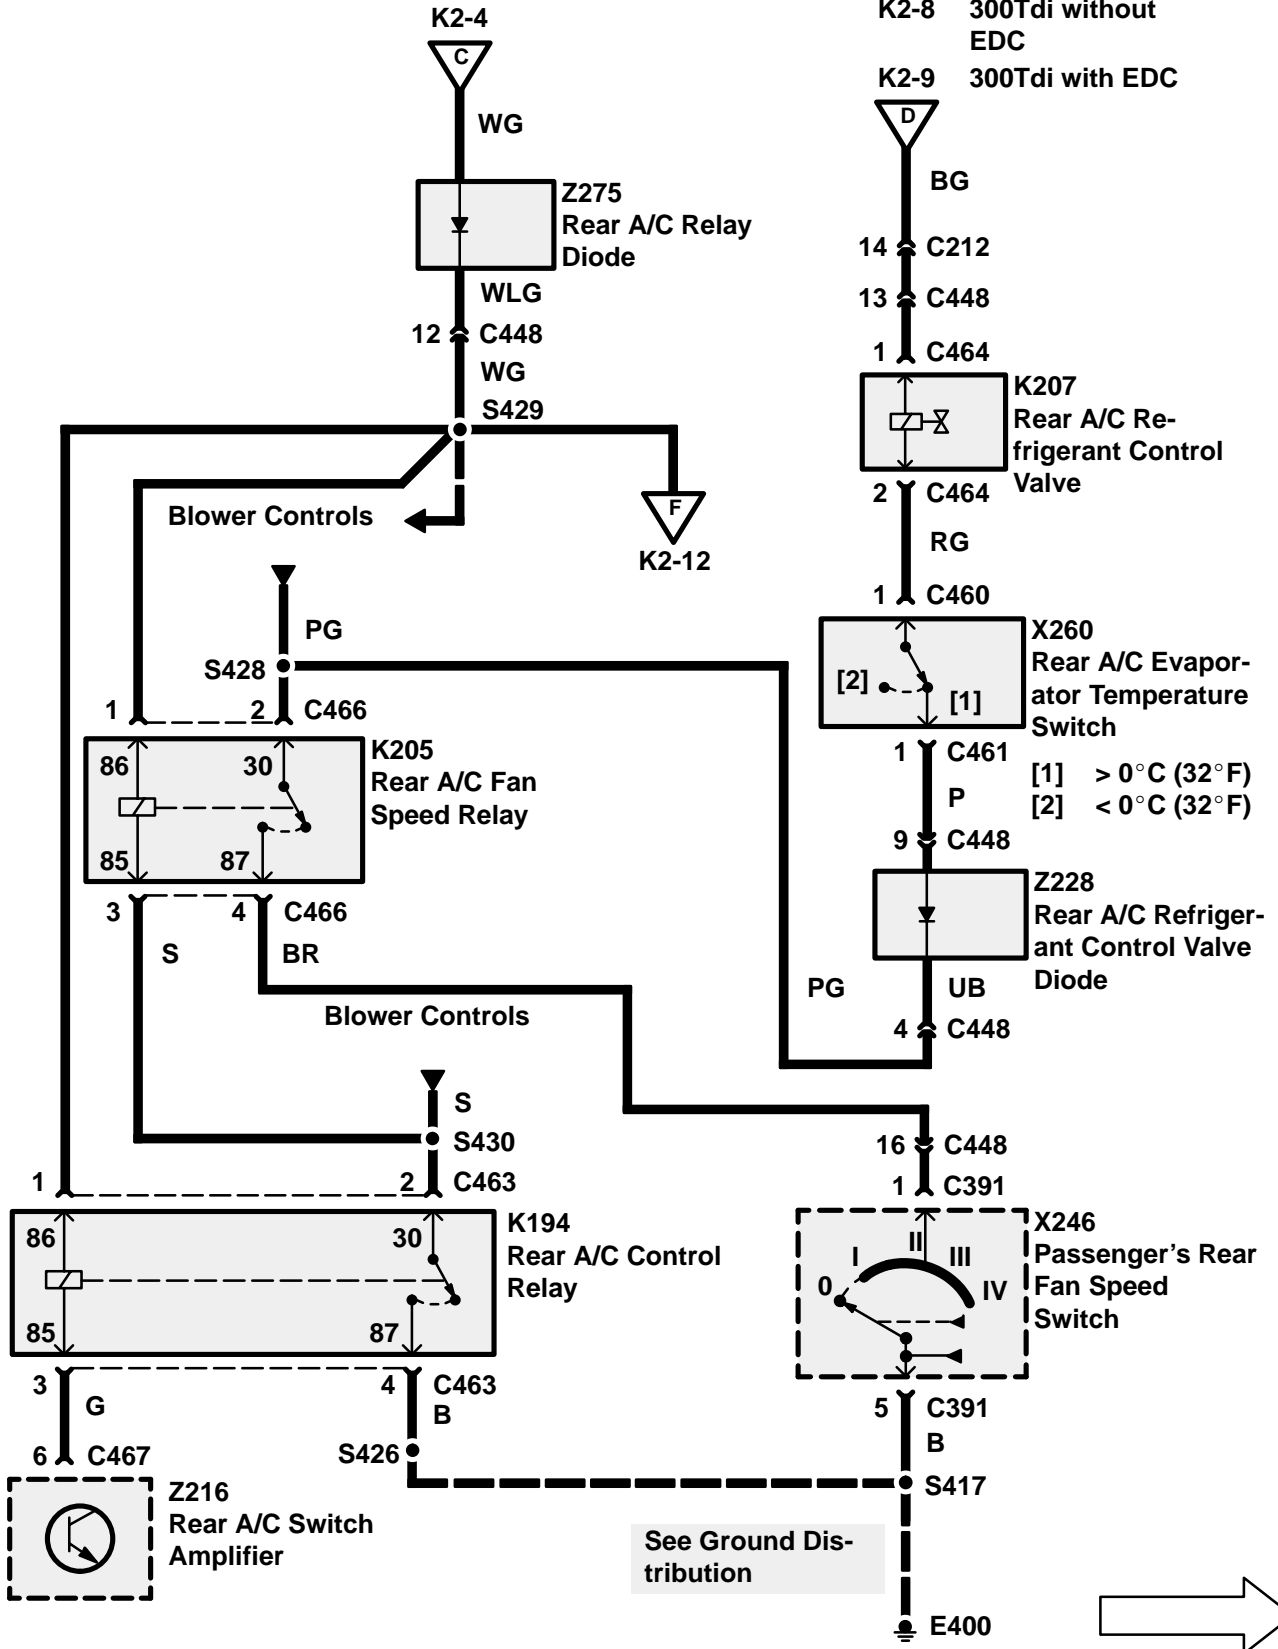 K2-4
C
WG
Z275
Rear A/C Relay
Diode
WLG
12 C448
WG
S429
Blower Controls
F
K2-12
K2-8 300Tdi without
EDC
K2-9 300Tdi with EDC
D
BG
14 C212
13 C448
1 C464
K207
Rear A/C Re-
frigerant Control
Valve
2 C464
RG
1 C460
X260
Rear A/C Evapor-
ator Temperature
Switch
[2]
[1]
[1] > 0°C (32°F)
[2] < 0°C (32°F)
1 C461
P
9 C448
Z228
Rear A/C Refriger-
ant Control Valve
Diode
PG UB
4 C448
PG
S428
1 2 C466
K205
Rear A/C Fan
Speed Relay
86 30
85 87
3 4 C466
S BR
Blower Controls
S
S430
1 2 C463
K194
Rear A/C Control
Relay
86 30
85 87
3 4 C463
G B
6 C467
S426
Z216
Rear A/C Switch
Amplifier
16 C448
1 C391
X246
Passenger’s Rear
Fan Speed
Switch
0 I II III IV
5 C391
B
S417
See Ground Dis-
tribution
E400